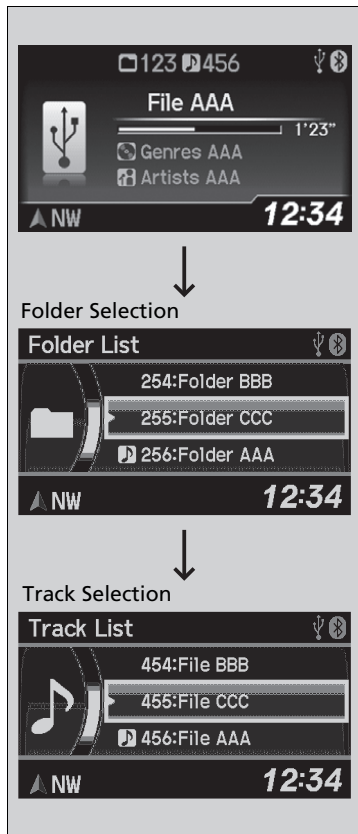 123 456
File AAA
1'23"
Genres AAA
Artists AAA
NW 12:34
Folder Selection
Folder List
254:Folder BBB
255:Folder CCC
256:Folder AAA
NW 12:34
Track Selection
Track List
454:File BBB
455:File CCC
456:File AAA
NW 12:34